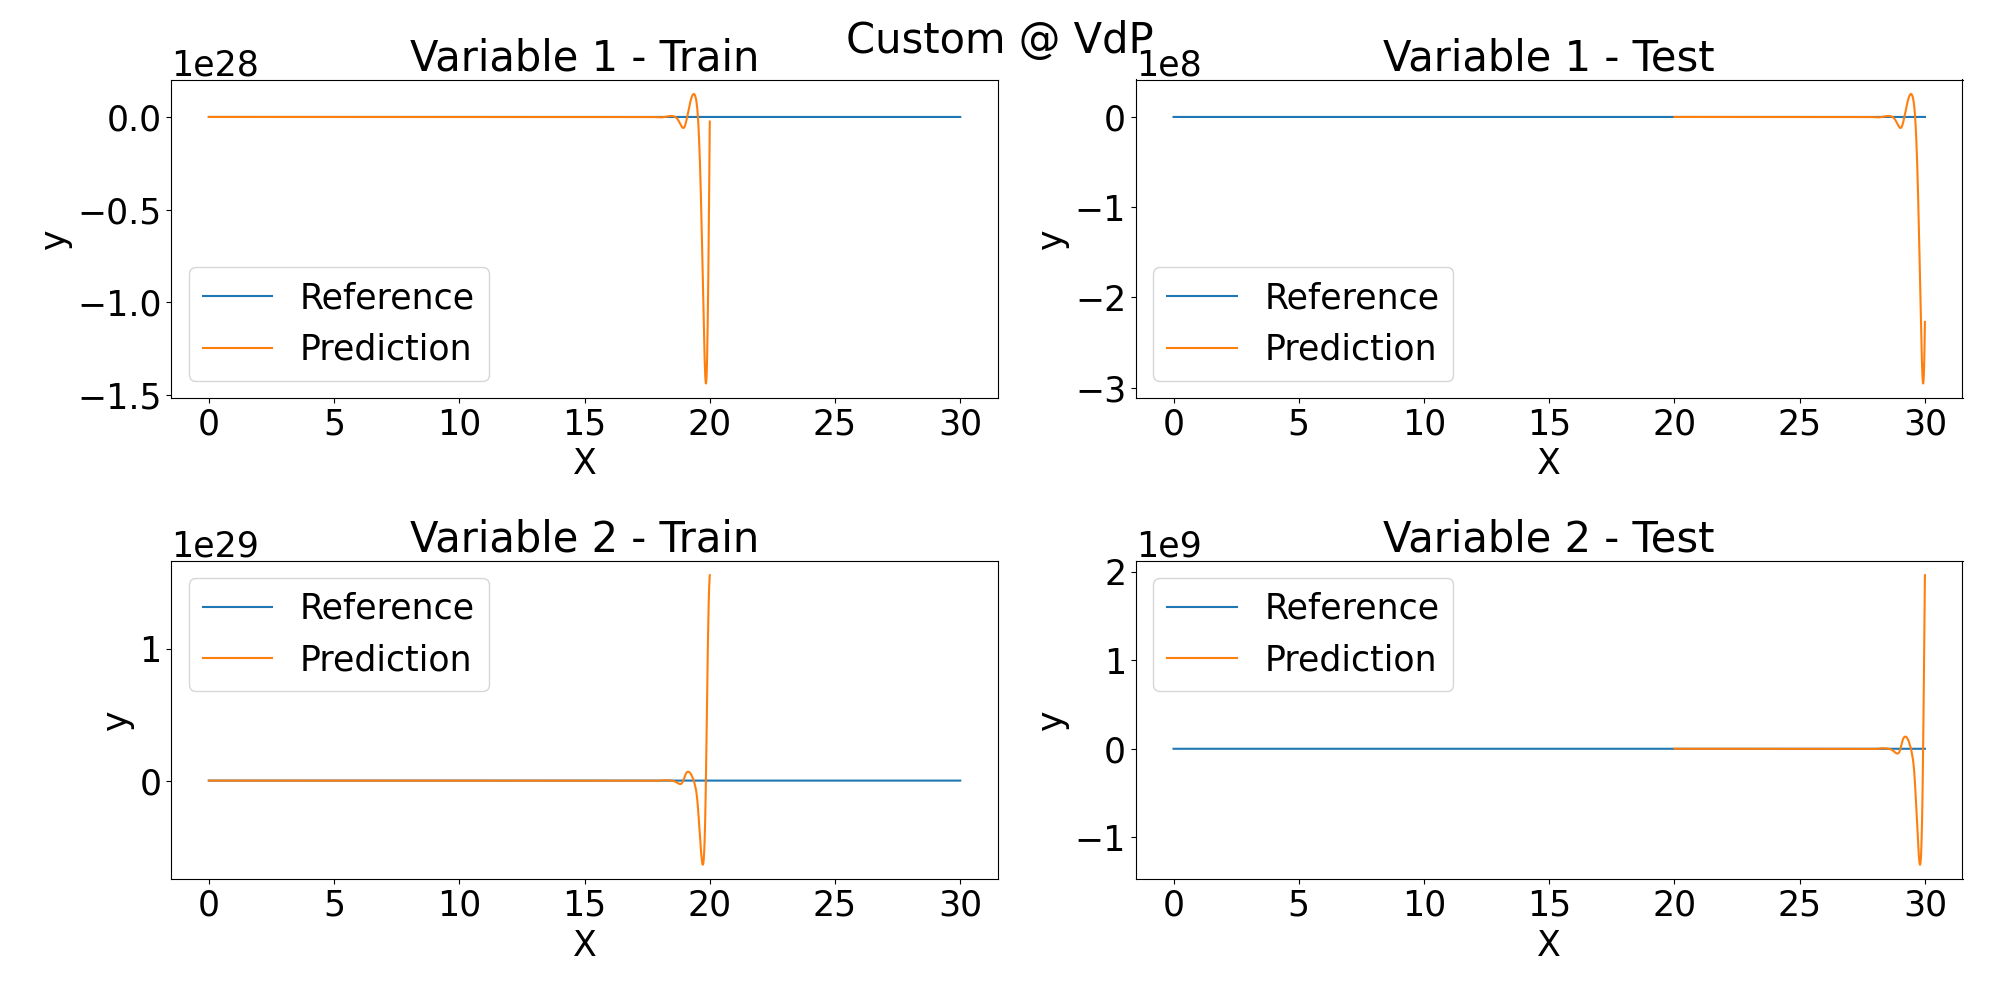 Custom @ VdP
Variable 1 - Train
1e28
0.0
−0.5
−1.0
−1.5
y
Reference
Prediction
0 5 10 15 20 25 30
X
Variable 1 - Test
1e8
0
−1
−2
−3
y
Reference
Prediction
0 5 10 15 20 25 30
X
Variable 2 - Train
1e29
1
0
y
Reference
Prediction
0 5 10 15 20 25 30
X
Variable 2 - Test
1e9
2
1
0
−1
y
Reference
Prediction
0 5 10 15 20 25 30
X